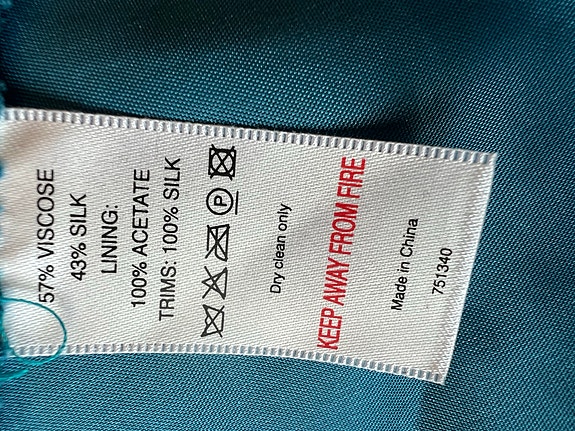 57% VISCOSE
43% SILK
LINING:
100% ACETATE
TRIMS: 100% SILK
P
Dry clean only
KEEP AWAY FROM FIRE
Made in China
751340